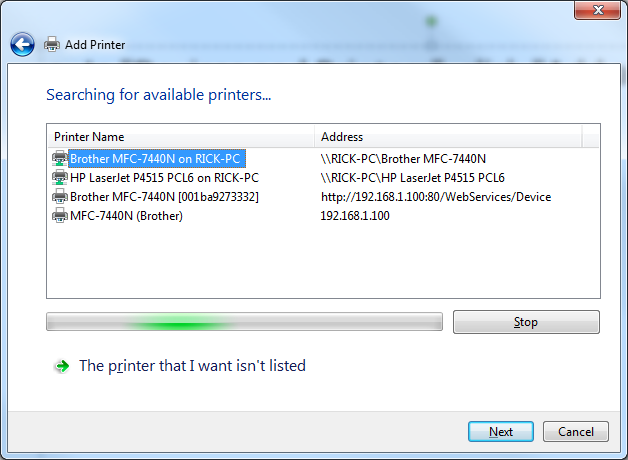 Add Printer
Searching for available printers...
Printer Name Address
Brother MFC-7440N on RICK-PC \\RICK-PC\Brother MFC-7440N
HP LaserJet P4515 PCL6 on RICK-PC \\RICK-PC\HP LaserJet P4515 PCL6
Brother MFC-7440N [001ba9273332] http://192.168.1.100:80/WebServices/Device
MFC-7440N (Brother) 192.168.1.100
Stop
The printer that I want isn't listed
Next Cancel